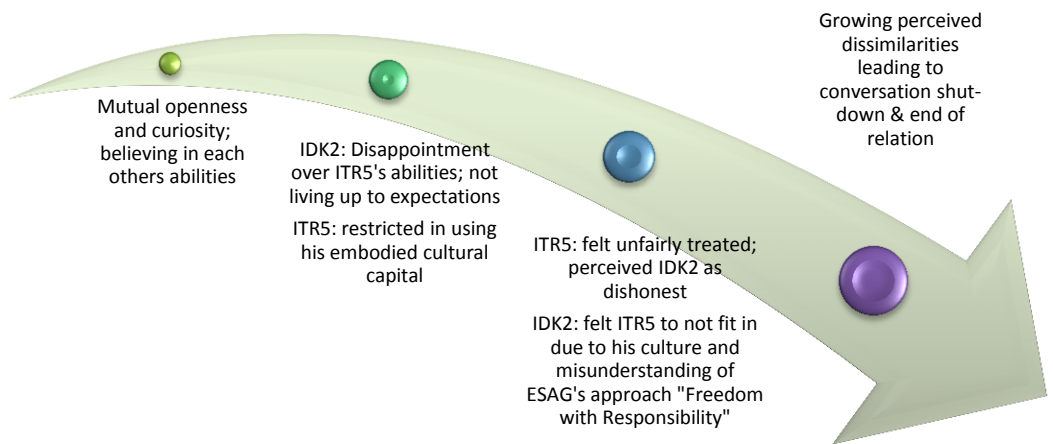 Mutual openness
and curiosity;
believing in each
others abilities
IDK2: Disappointment
over ITR5's abilities; not
living up to expectations
ITR5: restricted in using
his embodied cultural
capital
ITR5: felt unfairly treated;
perceived IDK2 as
dishonest
IDK2: felt ITR5 to not fit in
due to his culture and
misunderstanding of
ESAG's approach "Freedom
with Responsibility"
Growing perceived
dissimilarities
leading to
conversation shut-
down & end of
relation